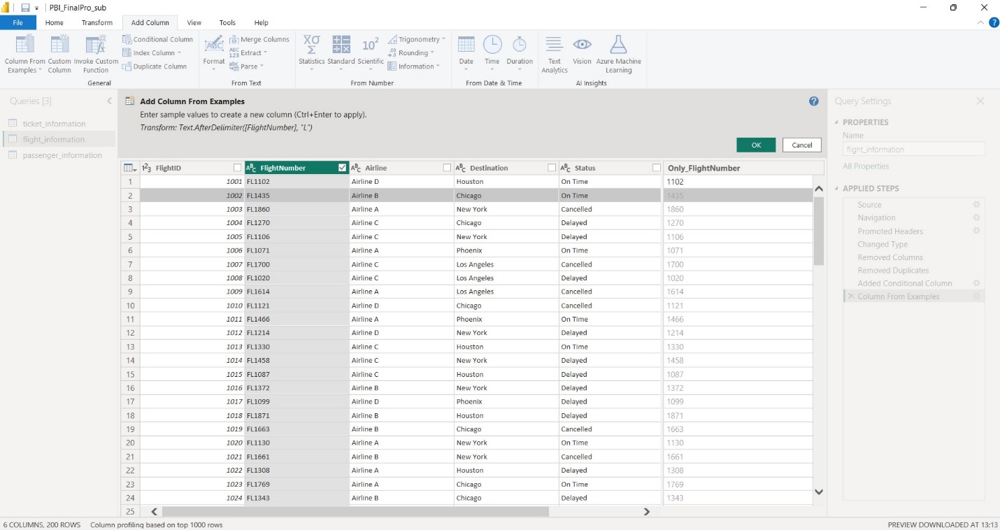 PBI_FinalPro_sub
File Home Transform Add Column View Tools Help
Column From Examples
Custom Column
Invoke Custom Function
Conditional Column
Index Column
Duplicate Column
General
Format
Merge Columns
Extract
Parse
From Text
Statistics
Standard
Scientific
Trigonometry
Rounding
Information
From Number
Date
Time
Duration
From Date & Time
Text Analytics
Vision
Azure Machine Learning
AI Insights
Queries [3]
ticket_information
flight_information
passenger_information
Add Column From Examples
Enter sample values to create a new column (Ctrl+Enter to apply).
Transform: Text.AfterDelimiter([FlightNumber], "L")
OK Cancel
FlightID FlightNumber Airline Destination Status Only_FlightNumber
1 1001 FL1102 Airline D Houston On Time 1102
2 1002 FL1435 Airline B Chicago On Time 1435
3 1003 FL1860 Airline A New York Cancelled 1860
4 1004 FL1270 Airline C Chicago Delayed 1270
5 1005 FL1106 Airline C New York Delayed 1106
6 1006 FL1071 Airline A Phoenix On Time 1071
7 1007 FL1700 Airline C Los Angeles Cancelled 1700
8 1008 FL1020 Airline C Los Angeles Delayed 1020
9 1009 FL1614 Airline A Los Angeles Cancelled 1614
10 1010 FL1121 Airline D Chicago Cancelled 1121
11 1011 FL1466 Airline A Phoenix On Time 1466
12 1012 FL1214 Airline D New York Delayed 1214
13 1013 FL1330 Airline C Houston On Time 1330
14 1014 FL1458 Airline C New York Delayed 1458
15 1015 FL1087 Airline C Houston Delayed 1087
16 1016 FL1372 Airline B New York Delayed 1372
17 1017 FL1099 Airline D Phoenix Delayed 1099
18 1018 FL1871 Airline B Houston Delayed 1871
19 1019 FL1663 Airline B Chicago Cancelled 1663
20 1020 FL1130 Airline A New York On Time 1130
21 1021 FL1661 Airline B New York Cancelled 1661
22 1022 FL1308 Airline A Houston Delayed 1308
23 1023 FL1769 Airline A Chicago On Time 1769
24 1024 FL1343 Airline B Chicago Delayed 1343
25
Query Settings
PROPERTIES
Name
flight_information
All Properties
APPLIED STEPS
Source
Navigation
Promoted Headers
Changed Type
Removed Columns
Removed Duplicates
Added Conditional Column
Column From Examples
6 COLUMNS, 200 ROWS Column profiling based on top 1000 rows
PREVIEW DOWNLOADED AT 13:13